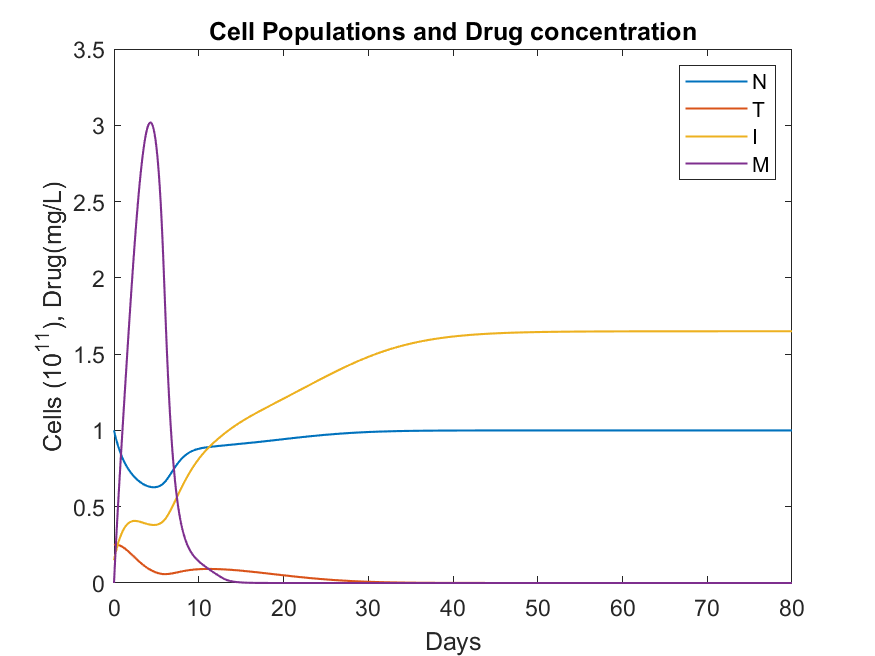 Cell Populations and Drug concentration
3.5
3
2.5
2
1.5
1
0.5
0
Cells (10^11), Drug(mg/L)
N
T
I
M
0 10 20 30 40 50 60 70 80
Days